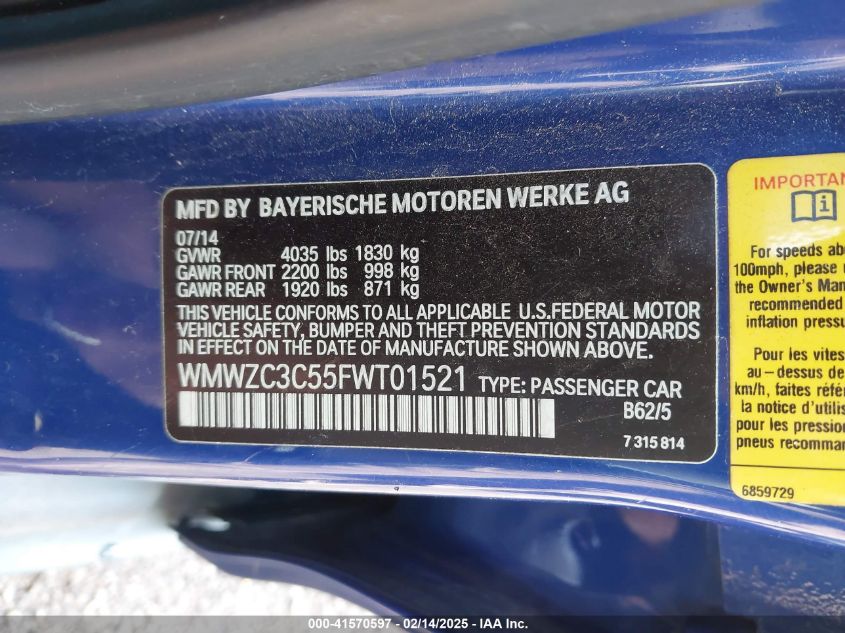 MFD BY BAYERISCHE MOTOREN WERKE AG
07/14
GVWR 4035 lbs 1830 kg
GAWR FRONT 2200 lbs 998 kg
GAWR REAR 1920 lbs 871 kg
THIS VEHICLE CONFORMS TO ALL APPLICABLE U.S.FEDERAL MOTOR
VEHICLE SAFETY, BUMPER AND THEFT PREVENTION STANDARDS
IN EFFECT ON THE DATE OF MANUFACTURE SHOWN ABOVE.
WMWZC3C55FWT01521 TYPE: PASSENGER CAR
B62/5
7 315 814
IMPORTAN
i
For speeds abo
100mph, please
the Owner's Man
recommended
inflation pressu
Pour les vites
au-dessus de
km/h, faites référ
la notice d'utilis
pour les pression
pneus recomma
6859729
000-41570597 - 02/14/2025 - IAA, Inc.